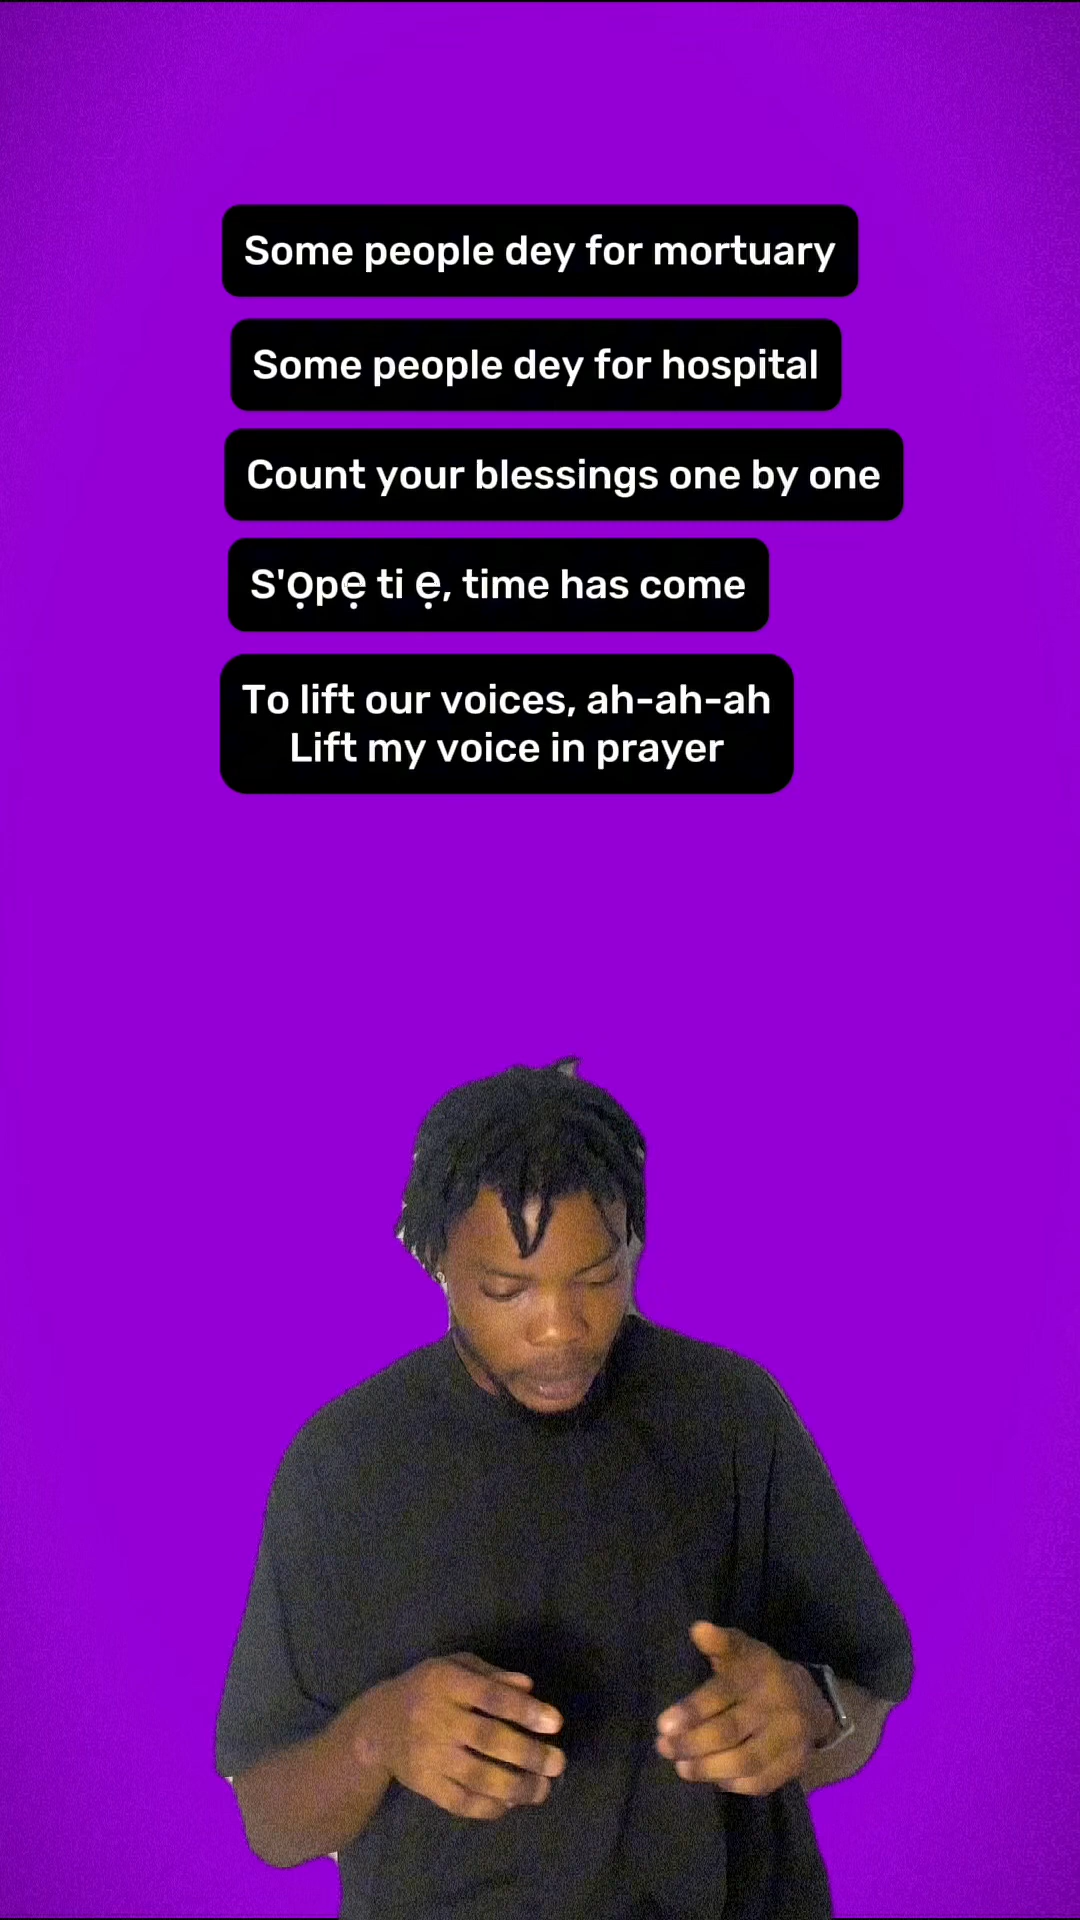 Some people dey for mortuary
Some people dey for hospital
Count your blessings one by one
S'ọpẹ ti ẹ, time has come
To lift our voices, ah-ah-ah
Lift my voice in prayer